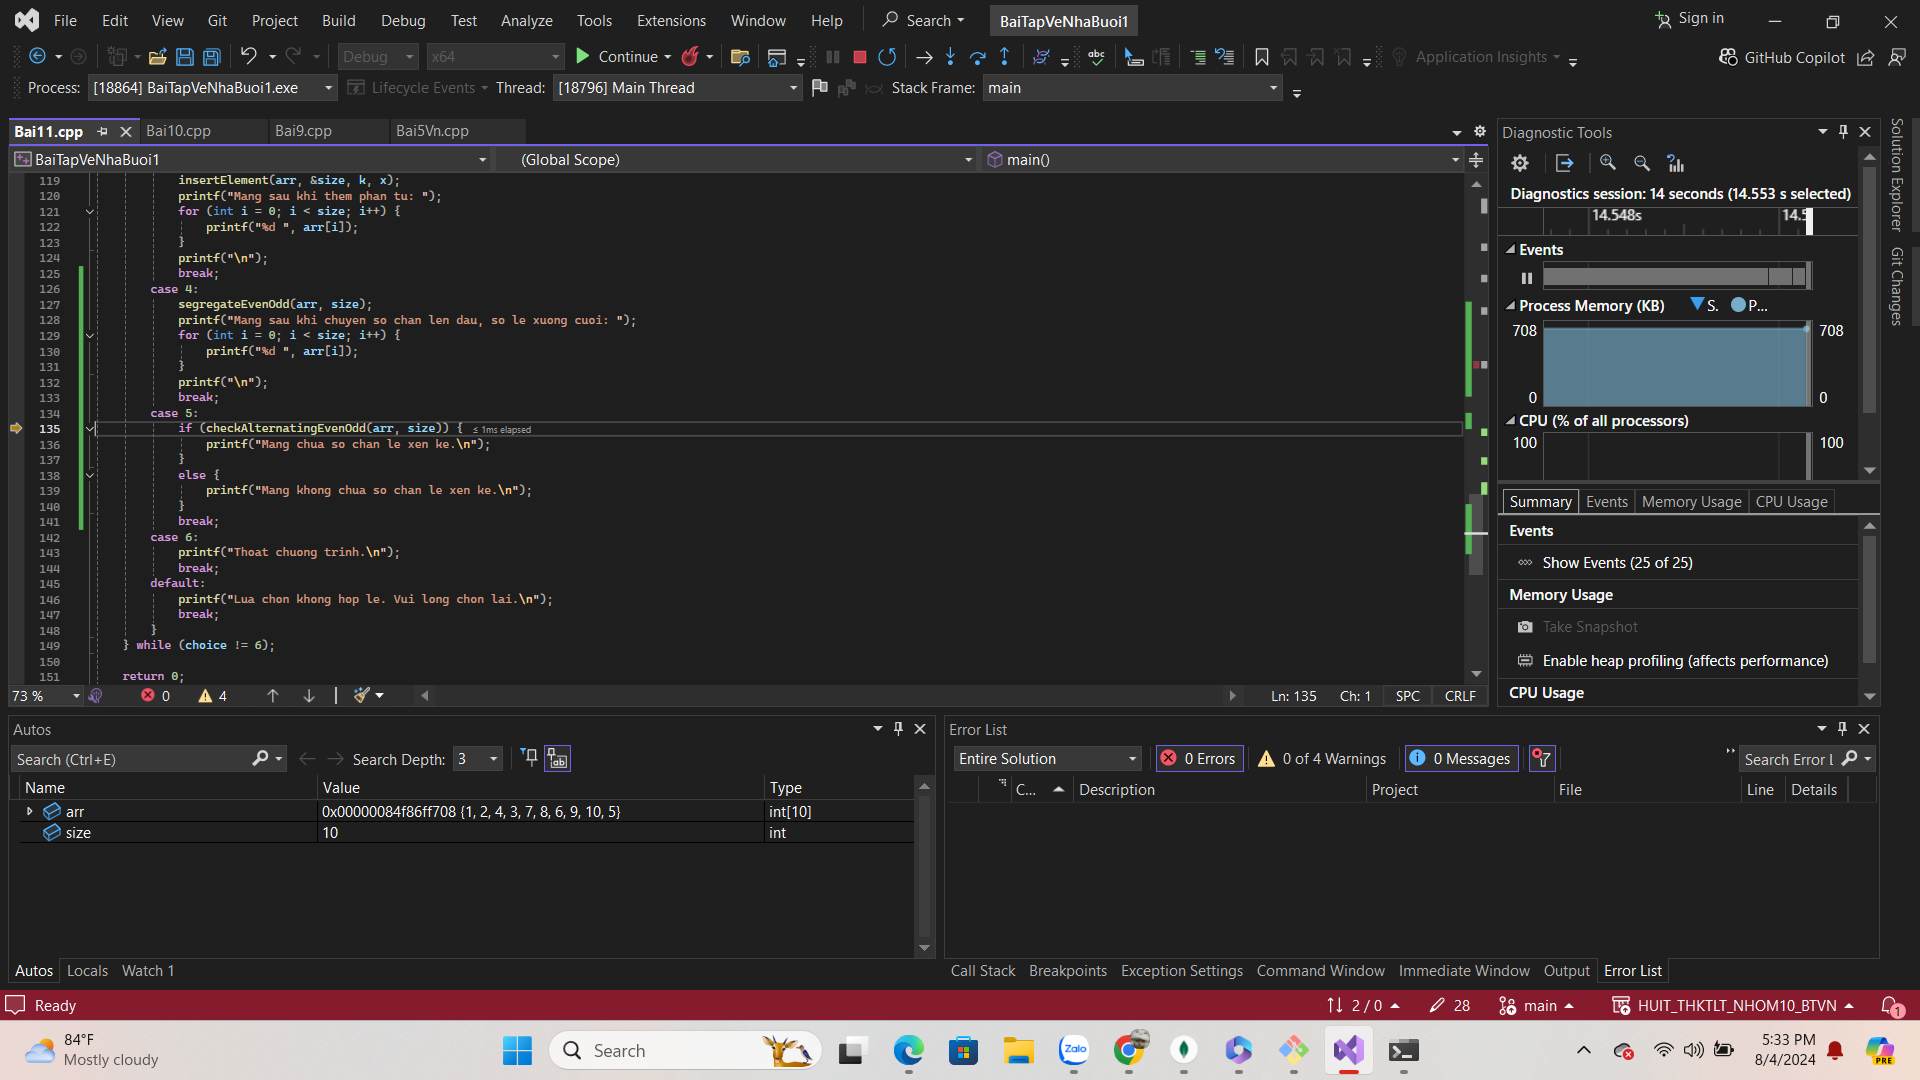 File Edit View Git Project Build Debug Test Analyze Tools Extensions Window Help Search BaiTapVeNhaBuoi1 Sign in
Debug x64 Continue Application Insights GitHub Copilot
Process: [18864] BaiTapVeNhaBuoi1.exe Lifecycle Events Thread: [18796] Main Thread Stack Frame: main
Bai11.cpp Bai10.cpp Bai9.cpp Bai5Vn.cpp
BaiTapVeNhaBuoi1 (Global Scope) main()
119 insertElement(arr, &size, k, x);
120 printf("Mang sau khi them phan tu: ");
121 for (int i = 0; i < size; i++) {
122 printf("%d ", arr[i]);
123 }
124 printf("\n");
125 break;
126 case 4:
127 segregateEvenOdd(arr, size);
128 printf("Mang sau khi chuyen so chan len dau, so le xuong cuoi: ");
129 for (int i = 0; i < size; i++) {
130 printf("%d ", arr[i]);
131 }
132 printf("\n");
133 break;
134 case 5:
135 if (checkAlternatingEvenOdd(arr, size)) { ≤ 1ms elapsed
136 printf("Mang chua so chan le xen ke.\n");
137 }
138 else {
139 printf("Mang khong chua so chan le xen ke.\n");
140 }
141 break;
142 case 6:
143 printf("Thoat chuong trinh.\n");
144 break;
145 default:
146 printf("Lua chon khong hop le. Vui long chon lai.\n");
147 break;
148 }
149 } while (choice != 6);
150
151 return 0;
73 % 0 4 Ln: 135 Ch: 1 SPC CRLF
Diagnostic Tools
Diagnostics session: 14 seconds (14.553 s selected)
14.548s 14.5
Events
Process Memory (KB) S. P...
708 708
0 0
CPU (% of all processors)
100 100
Summary Events Memory Usage CPU Usage
Events
Show Events (25 of 25)
Memory Usage
Take Snapshot
Enable heap profiling (affects performance)
CPU Usage
Solution Explorer
Git Changes
Autos
Search (Ctrl+E) Search Depth: 3
Name Value Type
arr 0x00000084f86ff708 {1, 2, 4, 3, 7, 8, 6, 9, 10, 5} int[10]
size 10 int
Autos Locals Watch 1
Error List
Entire Solution 0 Errors 0 of 4 Warnings 0 Messages Search Error L
C... Description Project File Line Details
Call Stack Breakpoints Exception Settings Command Window Immediate Window Output Error List
Ready 2 / 0 28 main HUIT_THKTLT_NHOM10_BTVN 1
84°F
Mostly cloudy
Search
Zalo
5:33 PM
8/4/2024
PRE